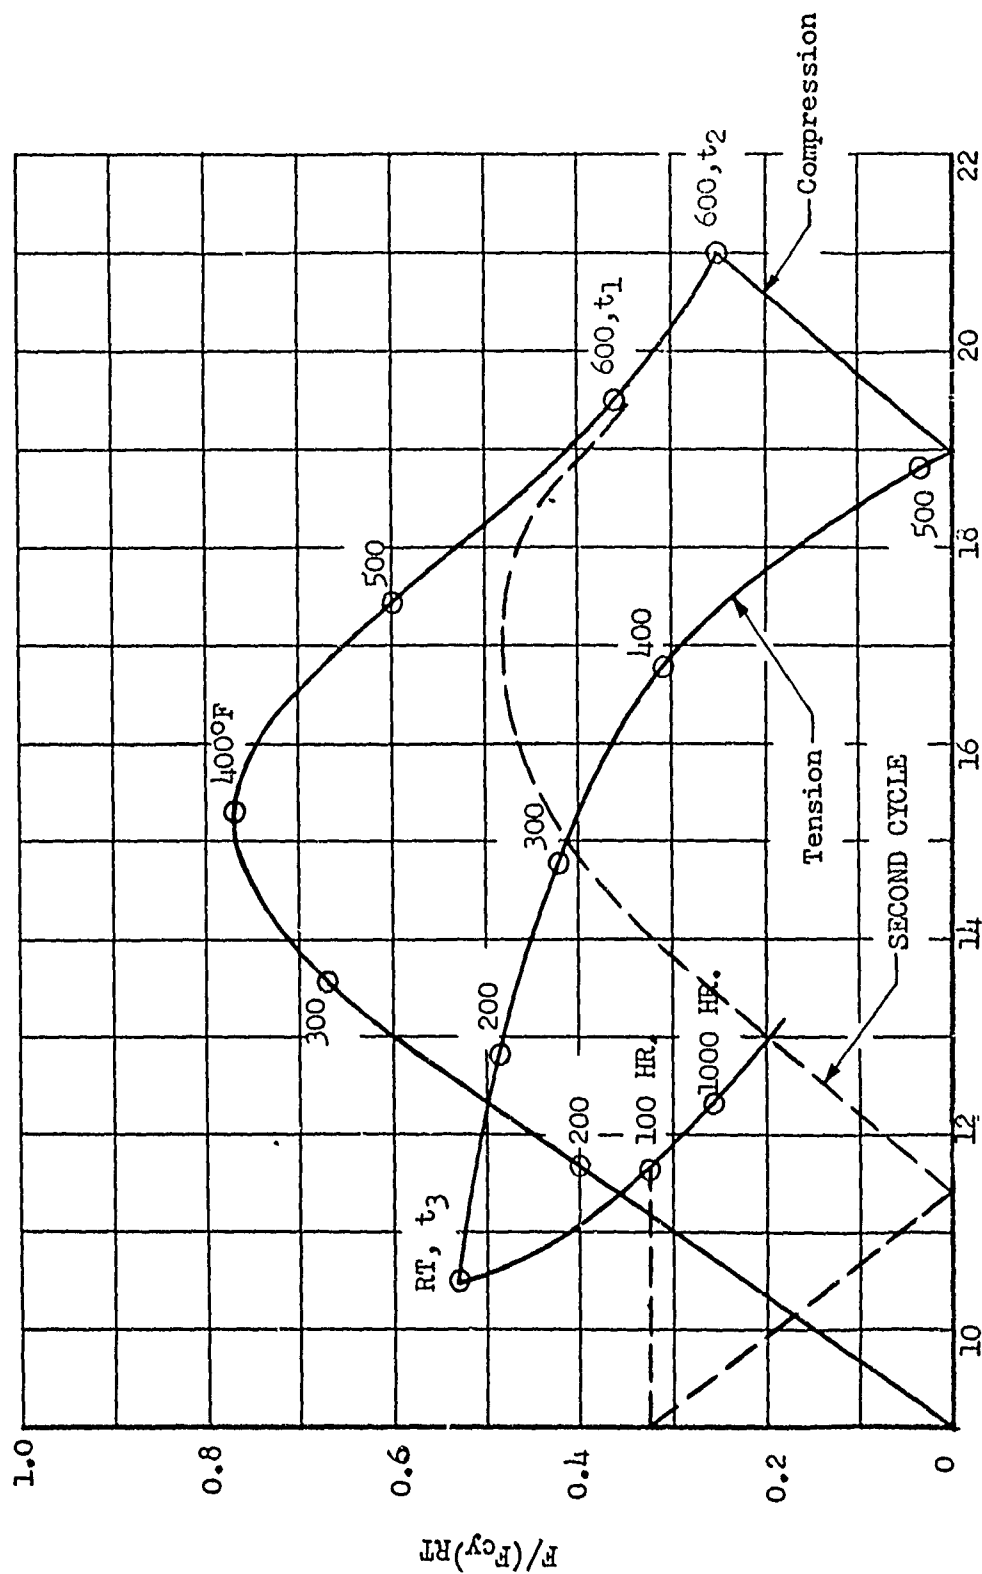 F/(Fcy)RT
1.0
0.8
0.6
0.4
0.2
0
10
12
14
16
18
20
22
RT, t3
200
300
400
500
200
300
400°F
500
600,t1
600,t2
100 HR.
1000 HR.
Tension
SECOND CYCLE
Compression